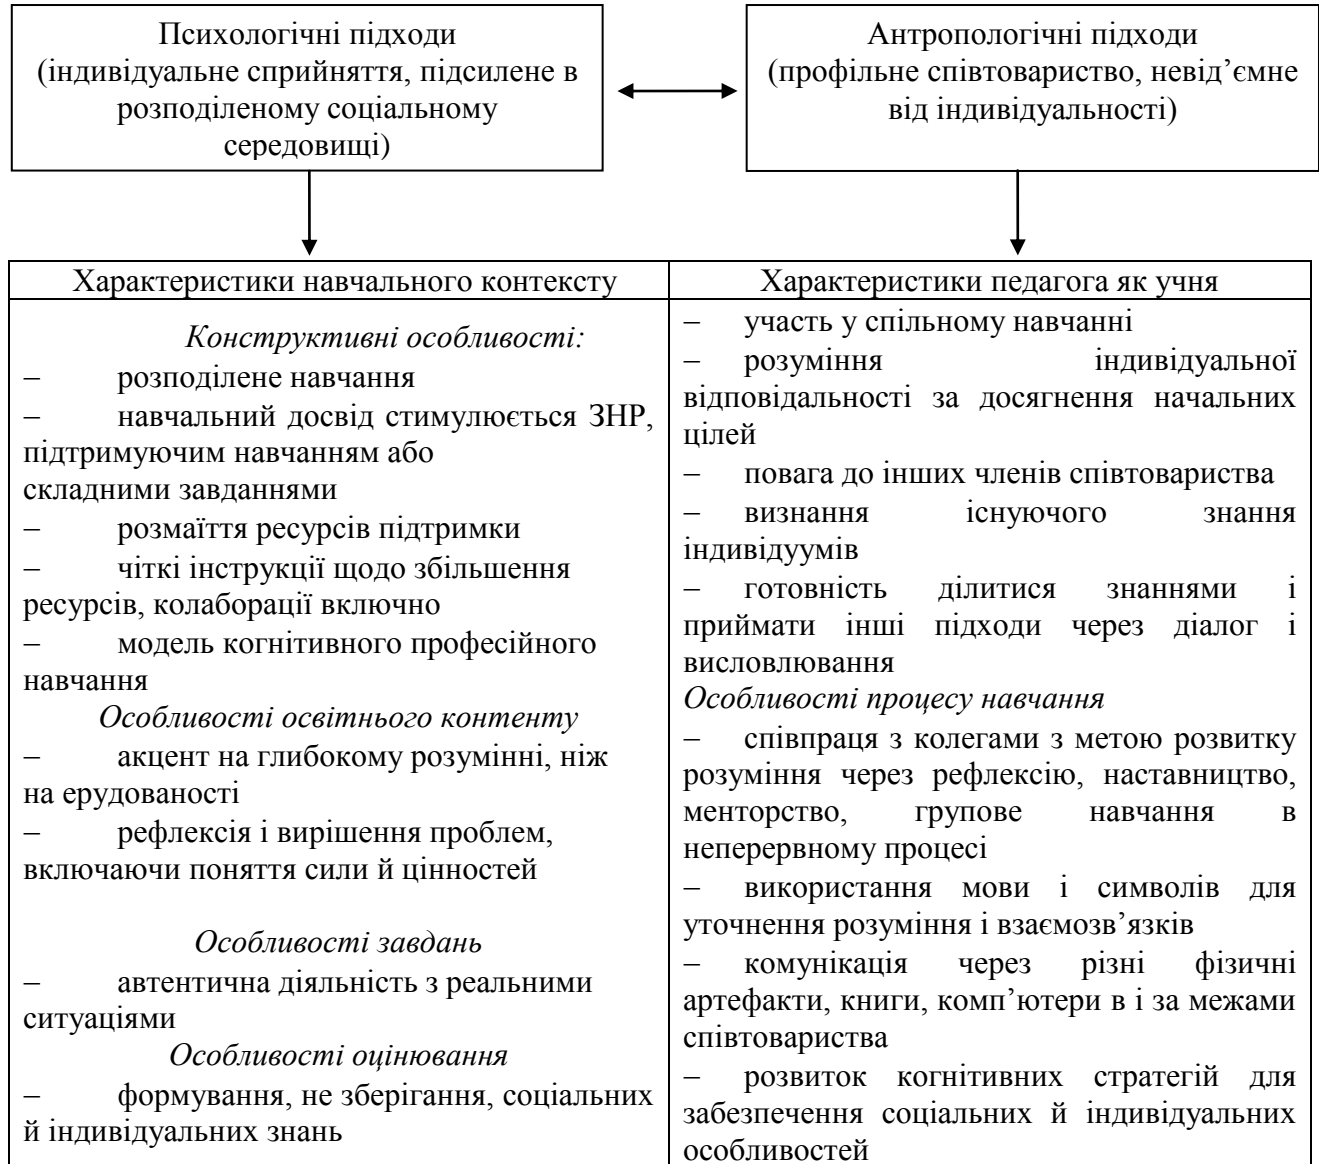 Психологічні підходи
(індивідуальне сприйняття, підсилене в
розподіленому соціальному
середовищі)
Антропологічні підходи
(профільне співтовариство, невід’ємне
від індивідуальності)
Характеристики навчального контексту
Конструктивні особливості:
– розподілене навчання
– навчальний досвід стимулюється ЗНР,
підтримуючим навчанням або
складними завданнями
– розмаїття ресурсів підтримки
– чіткі інструкції щодо збільшення
ресурсів, колаборації включно
– модель когнітивного професійного
навчання
Особливості освітнього контенту
– акцент на глибокому розумінні, ніж
на ерудованості
– рефлексія і вирішення проблем,
включаючи поняття сили й цінностей
Особливості завдань
– автентична діяльність з реальними
ситуаціями
Особливості оцінювання
– формування, не зберігання, соціальних
й індивідуальних знань
Характеристики педагога як учня
– участь у спільному навчанні
– розуміння індивідуальної
відповідальності за досягнення начальних
цілей
– повага до інших членів співтовариства
– визнання існуючого знання
індивідуумів
– готовність ділитися знаннями і
приймати інші підходи через діалог і
висловлювання
Особливості процесу навчання
– співпраця з колегами з метою розвитку
розуміння через рефлексію, наставництво,
менторство, групове навчання в
неперервному процесі
– використання мови і символів для
уточнення розуміння і взаємозв’язків
– комунікація через різні фізичні
артефакти, книги, комп’ютери в і за межами
співтовариства
– розвиток когнітивних стратегій для
забезпечення соціальних й індивідуальних
особливостей